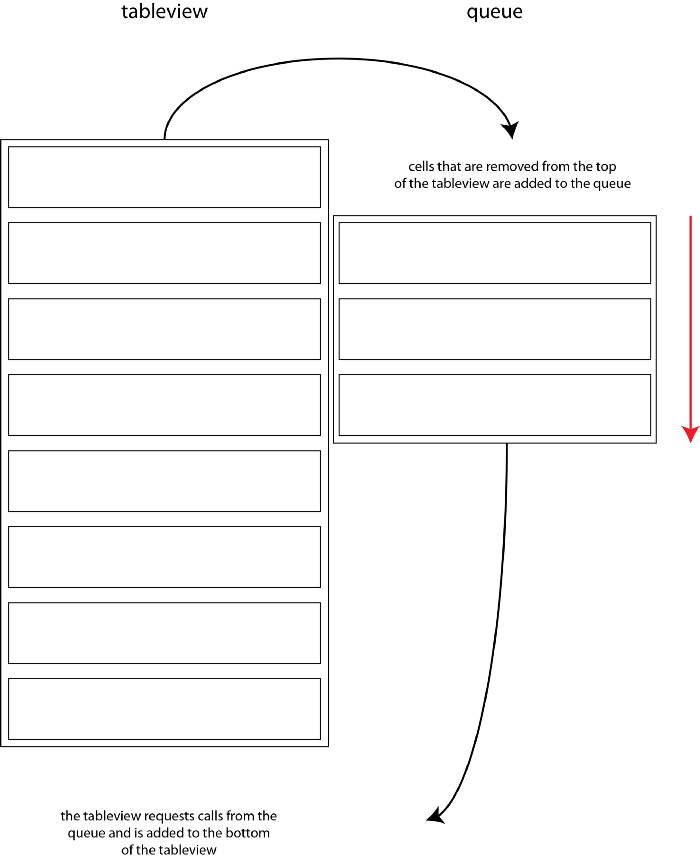 tableview
queue
cells that are removed from the top
of the tableview are added to the queue
the tableview requests calls from the
queue and is added to the bottom
of the tableview